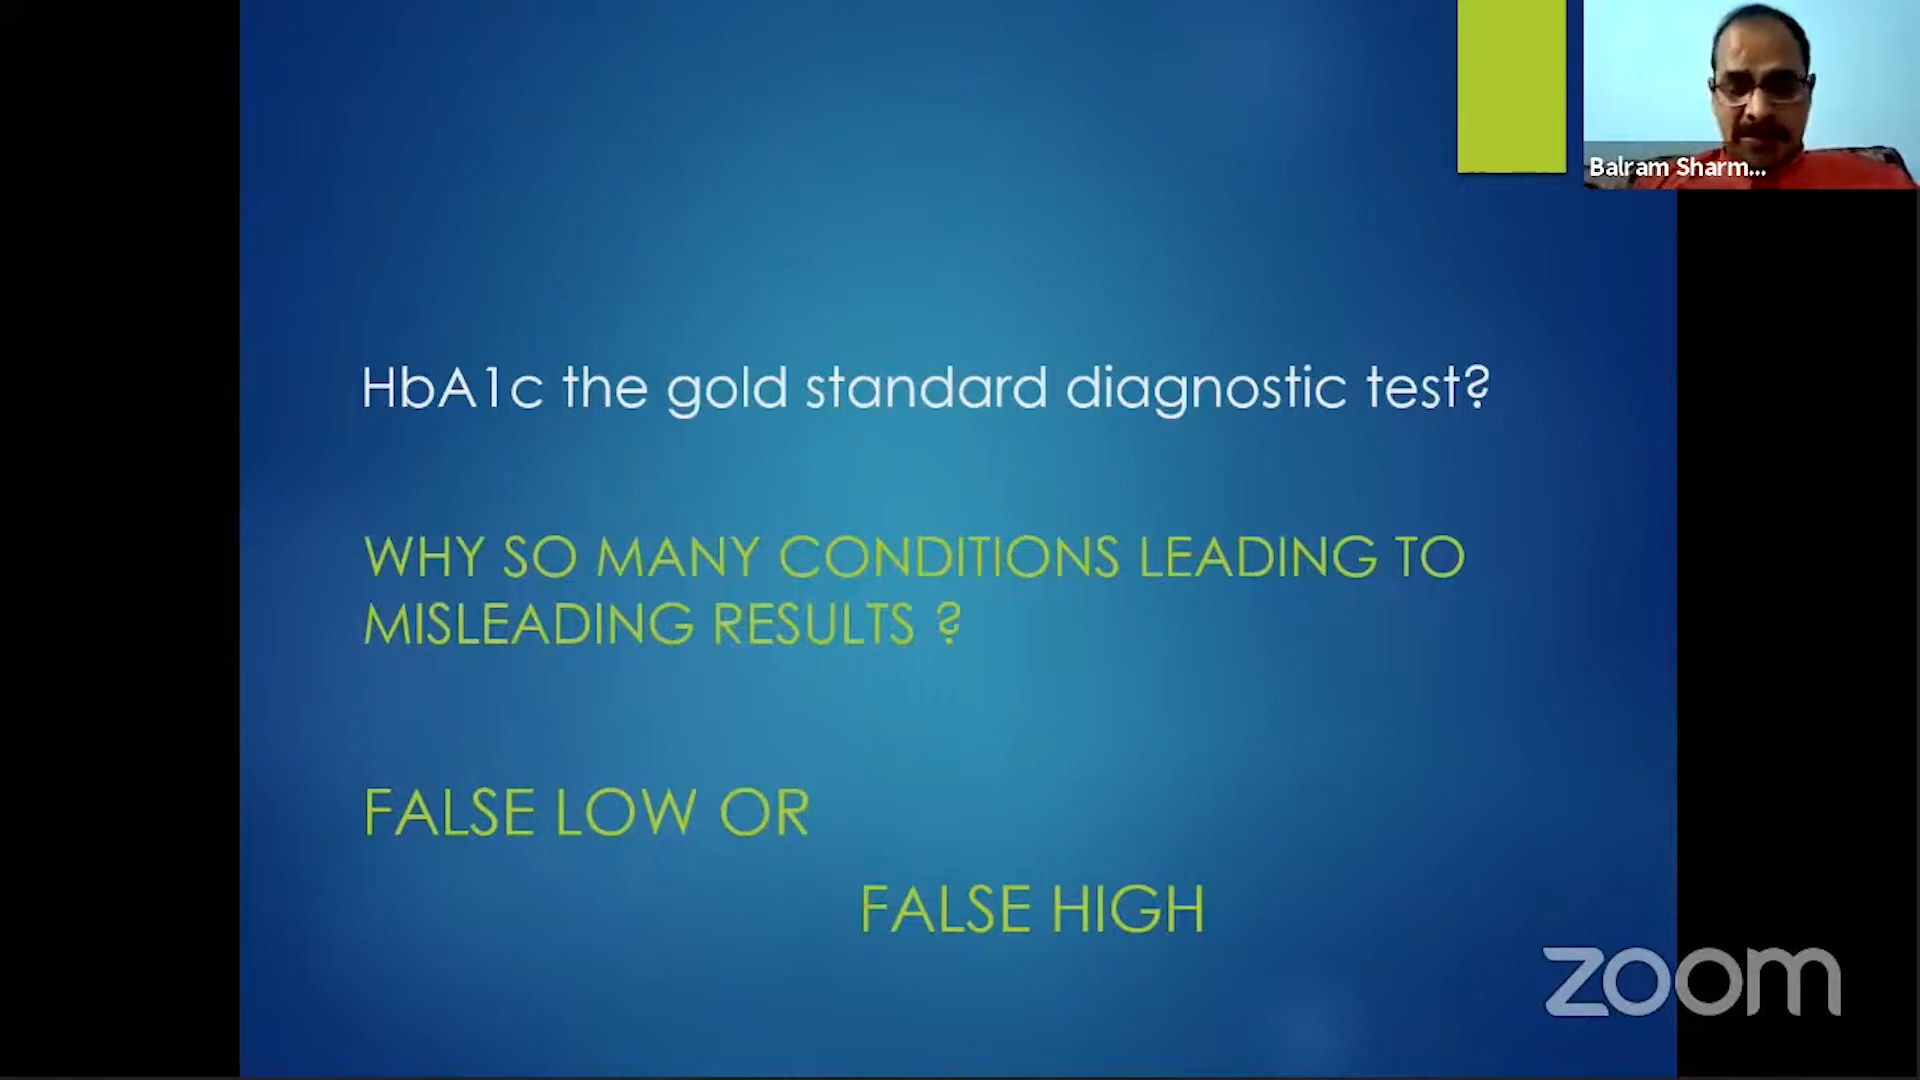 Balram Sharm...
HbA1c the gold standard diagnostic test?
WHY SO MANY CONDITIONS LEADING TO
MISLEADING RESULTS ?
FALSE LOW OR
FALSE HIGH
zoom